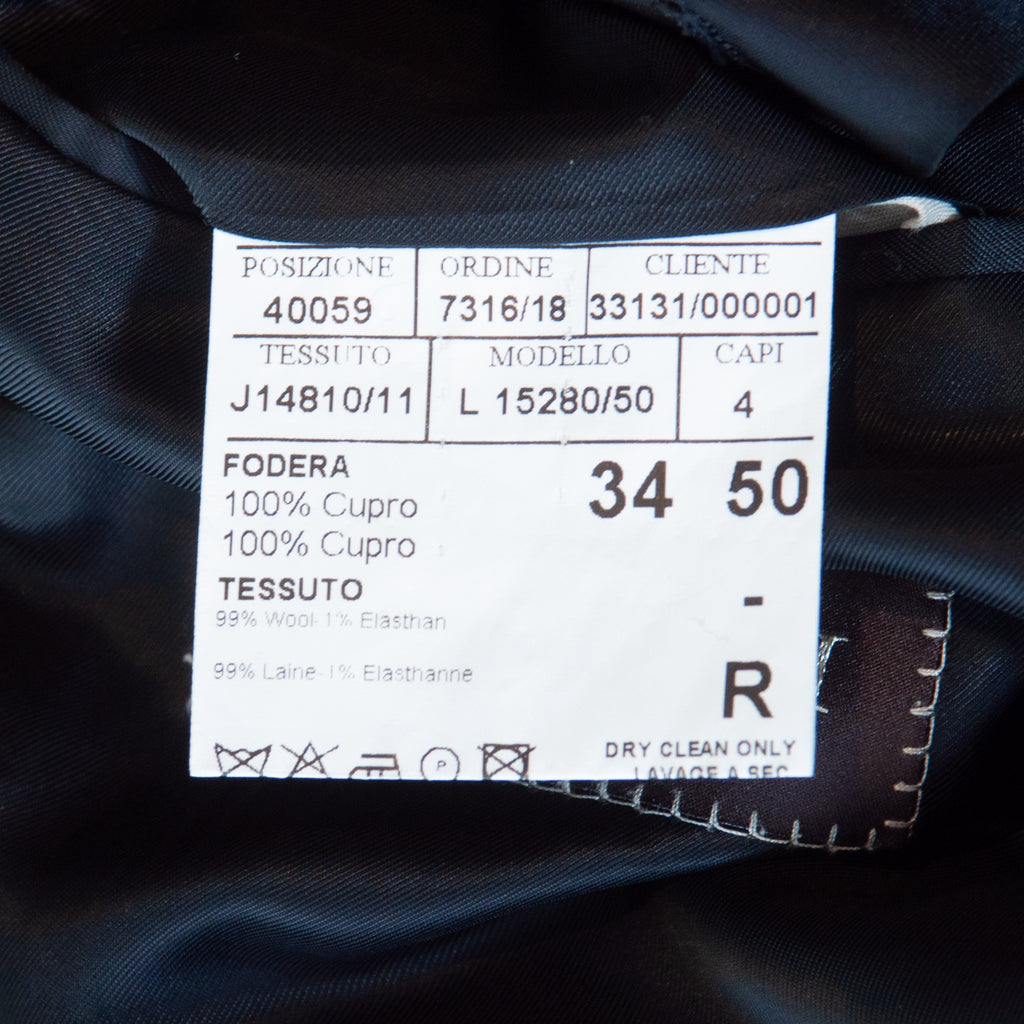 POSIZIONE ORDINE CLIENTE
40059 7316/18 33131/000001
TESSUTO MODELLO CAPI
J14810/11 L 15280/50 4
FODERA 34 50
100% Cupro
100% Cupro
TESSUTO -
99% Wool-1% Elasthan
99% Laine-1% Elasthanne
R
P
DRY CLEAN ONLY
LAVAGE A SEC